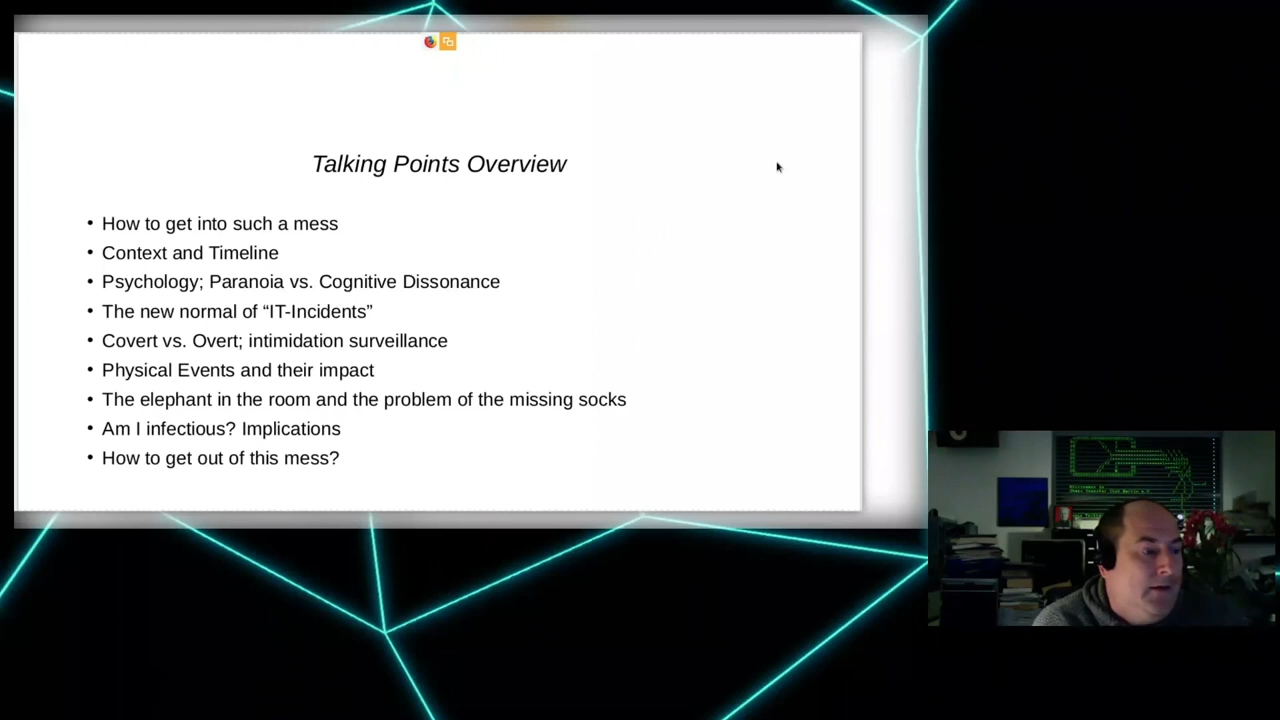 Talking Points Overview
• How to get into such a mess
• Context and Timeline
• Psychology; Paranoia vs. Cognitive Dissonance
• The new normal of “IT-Incidents”
• Covert vs. Overt; intimidation surveillance
• Physical Events and their impact
• The elephant in the room and the problem of the missing socks
• Am I infectious? Implications
• How to get out of this mess?